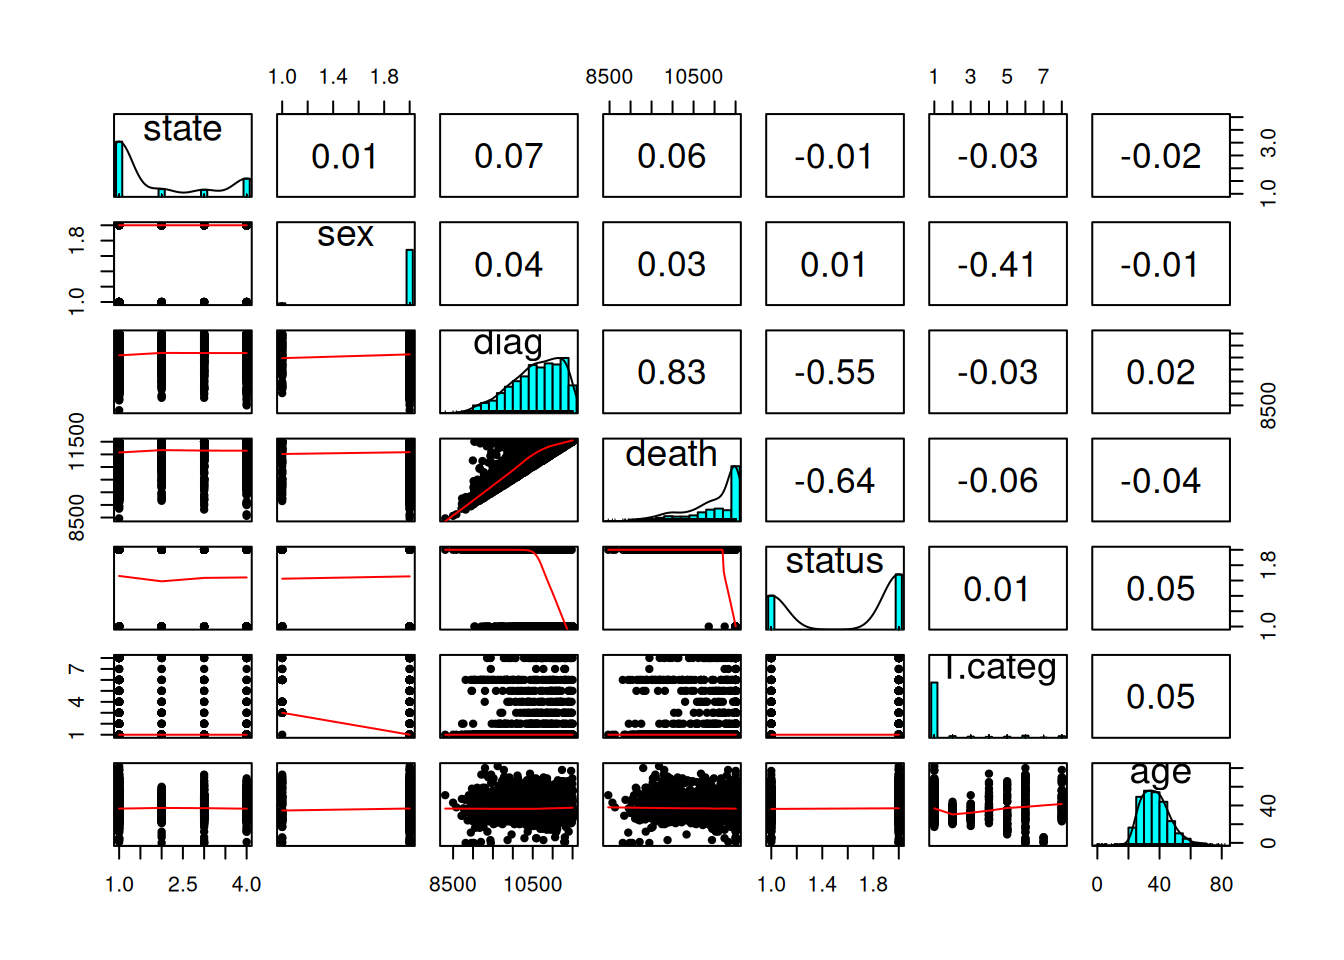 1.0 1.4 1.8 8500 10500 1 3 5 7
state 0.01 0.07 0.06 -0.01 -0.03 -0.02 1.0 3.0
1.0 1.8 sex 0.04 0.03 0.01 -0.41 -0.01
diag 0.83 -0.55 -0.03 0.02 8500
8500 11500 death -0.64 -0.06 -0.04
status 0.01 0.05 1.0 1.8
1 4 7 T.categ 0.05
age 0 40
1.0 2.5 4.0 8500 10500 1.0 1.4 1.8 0 40 80